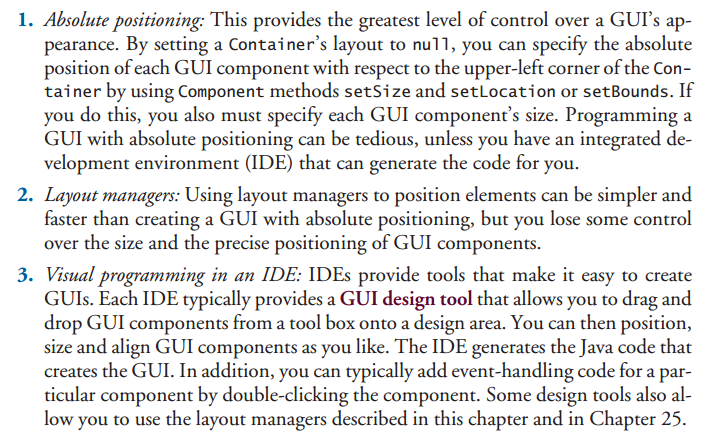 1. Absolute positioning: This provides the greatest level of control over a GUI's ap-
pearance. By setting a Container's layout to null, you can specify the absolute
position of each GUI component with respect to the upper-left corner of the Con-
tainer by using Component methods setSize and setLocation or setBounds. If
you do this, you also must specify each GUI component's size. Programming a
GUI with absolute positioning can be tedious, unless you have an integrated de-
velopment environment (IDE) that can generate the code for you.
2. Layout managers: Using layout managers to position elements can be simpler and
faster than creating a GUI with absolute positioning, but you lose some control
over the size and the precise positioning of GUI components.
3. Visual programming in an IDE: IDEs provide tools that make it easy to create
GUIs. Each IDE typically provides a GUI design tool that allows you to drag and
drop GUI components from a tool box onto a design area. You can then position,
size and align GUI components as you like. The IDE generates the Java code that
creates the GUI. In addition, you can typically add event-handling code for a par-
ticular component by double-clicking the component. Some design tools also al-
low you to use the layout managers described in this chapter and in Chapter 25.